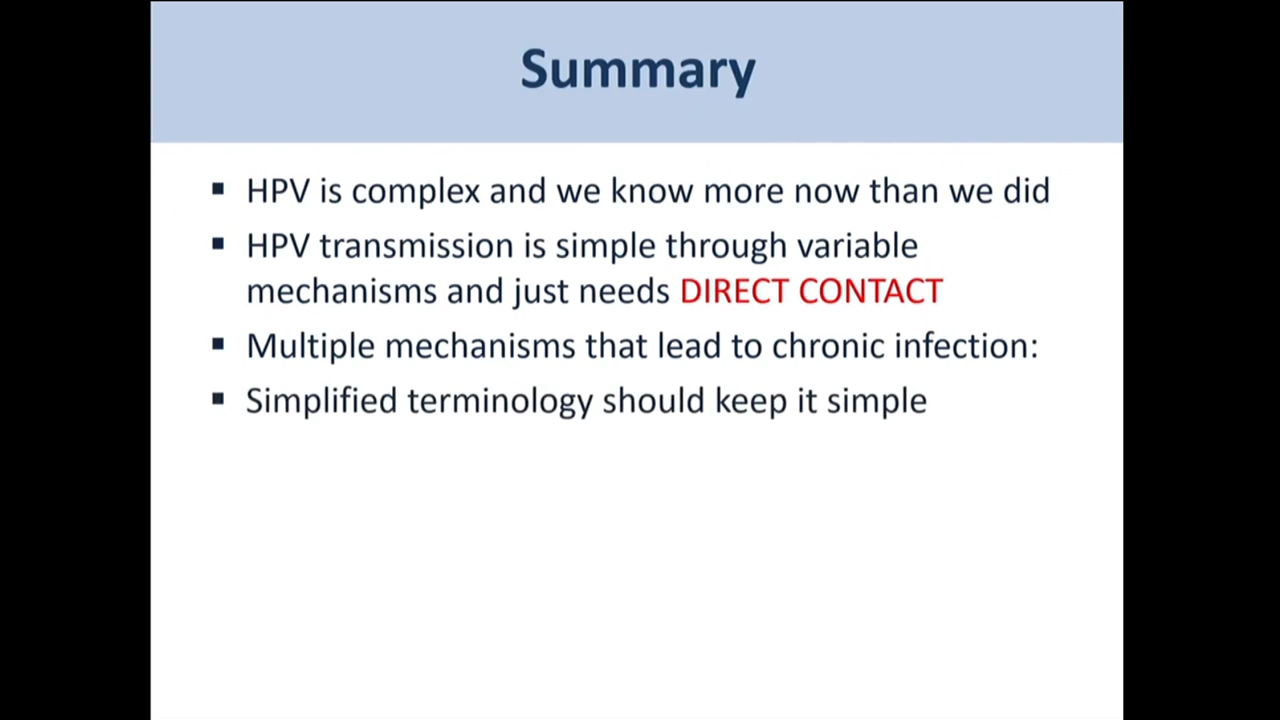 Summary
▪ HPV is complex and we know more now than we did
▪ HPV transmission is simple through variable
mechanisms and just needs DIRECT CONTACT
▪ Multiple mechanisms that lead to chronic infection:
▪ Simplified terminology should keep it simple